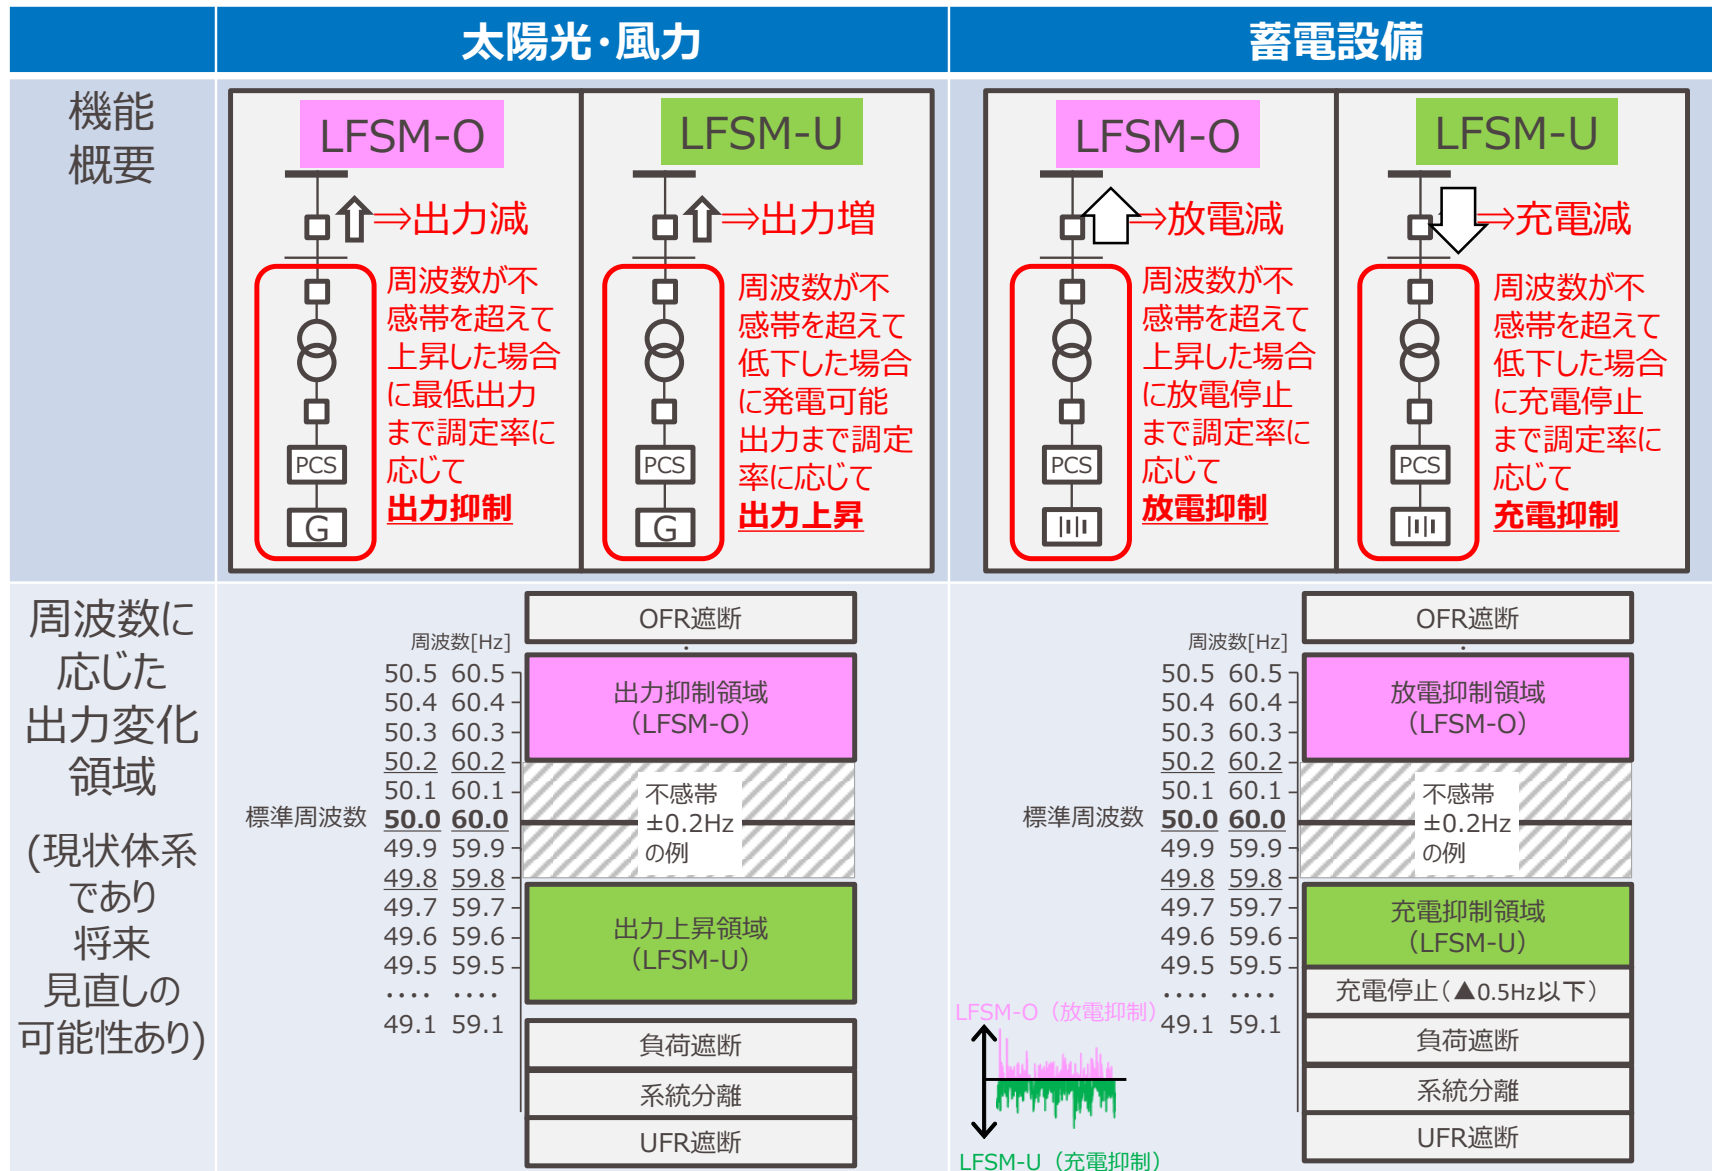 太陽光・風力
蓄電設備
機能
概要
LFSM-O
⇒出力減
周波数が不
感帯を超えて
上昇した場合
に最低出力
まで調定率に
応じて
出力抑制
PCS
G
LFSM-U
⇒出力増
周波数が不
感帯を超えて
低下した場合
に発電可能
出力まで調定
率に応じて
出力上昇
PCS
G
LFSM-O
⇒放電減
周波数が不
感帯を超えて
上昇した場合
に放電停止
まで調定率に
応じて
放電抑制
PCS
LFSM-U
⇒充電減
周波数が不
感帯を超えて
低下した場合
に充電停止
まで調定率に
応じて
充電抑制
PCS
周波数に
応じた
出力変化
領域
(現状体系
であり
将来
見直しの
可能性あり)
周波数[Hz]
50.5 60.5
50.4 60.4
50.3 60.3
50.2 60.2
50.1 60.1
標準周波数 50.0 60.0
49.9 59.9
49.8 59.8
49.7 59.7
49.6 59.6
49.5 59.5
‥‥ ‥‥
49.1 59.1
OFR遮断
出力抑制領域
(LFSM-O)
不感帯
±0.2Hz
の例
出力上昇領域
(LFSM-U)
負荷遮断
系統分離
UFR遮断
周波数[Hz]
50.5 60.5
50.4 60.4
50.3 60.3
50.2 60.2
50.1 60.1
標準周波数 50.0 60.0
49.9 59.9
49.8 59.8
49.7 59.7
49.6 59.6
49.5 59.5
‥‥ ‥‥
49.1 59.1
OFR遮断
放電抑制領域
(LFSM-O)
不感帯
±0.2Hz
の例
充電抑制領域
(LFSM-U)
充電停止(▲0.5Hz以下)
負荷遮断
系統分離
UFR遮断
LFSM-O(放電抑制)
LFSM-U(充電抑制)